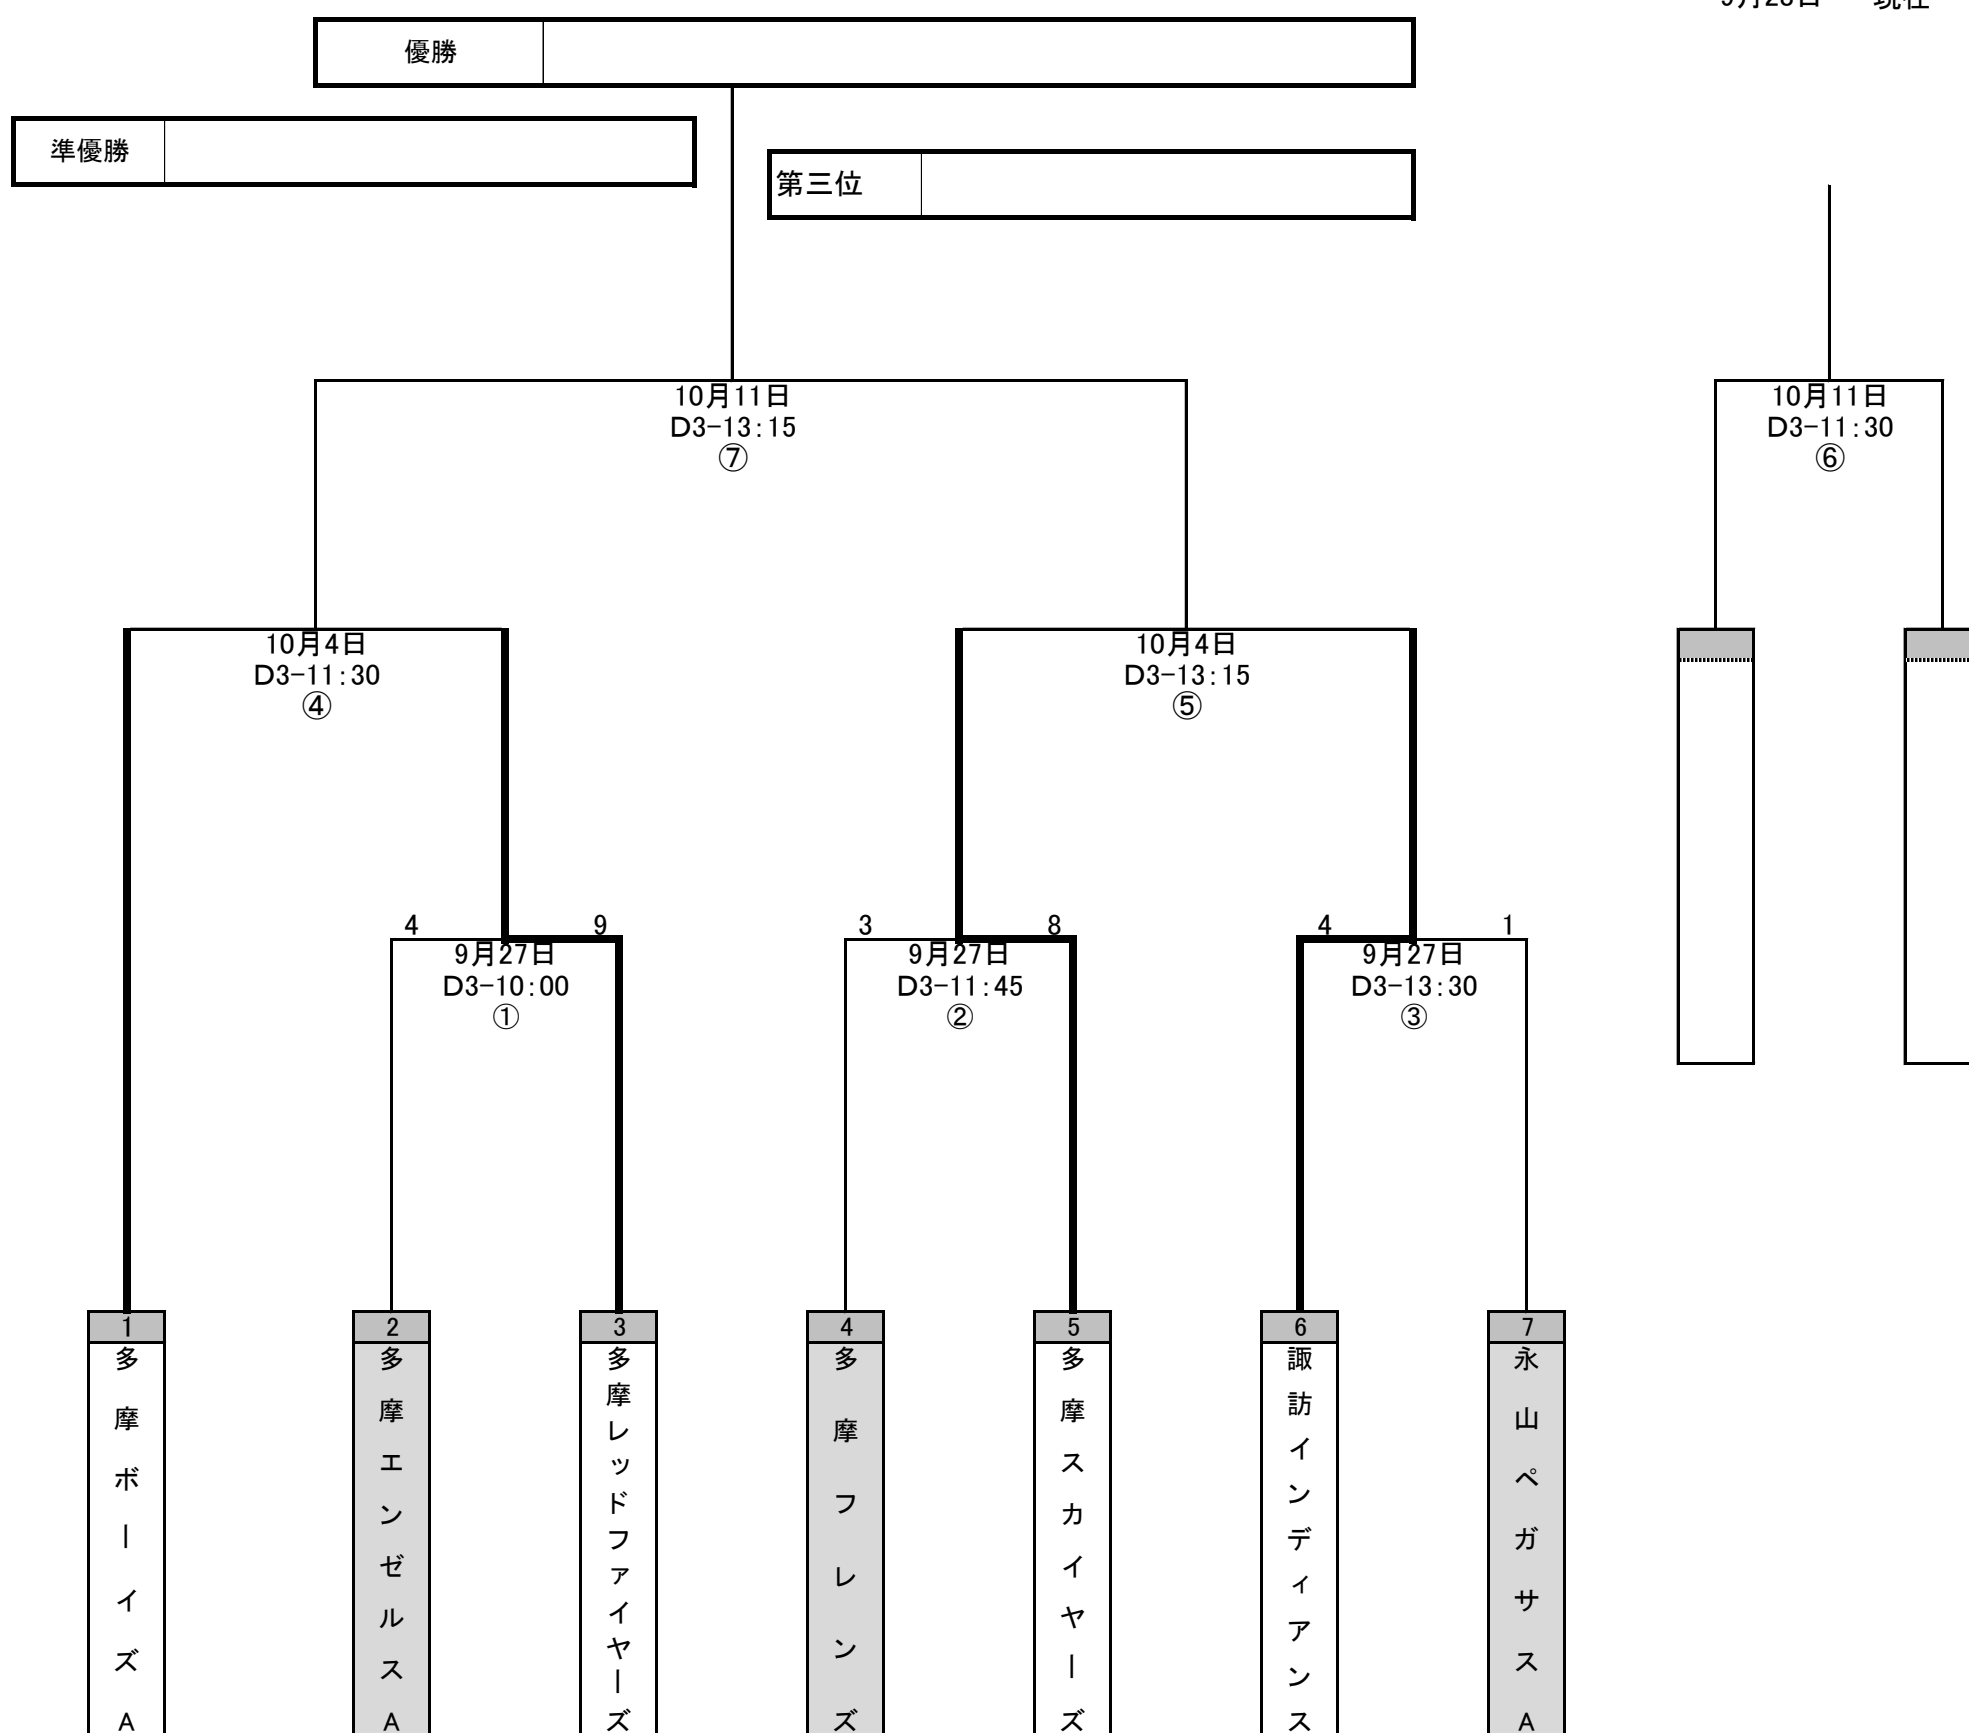 現在
優勝
準優勝
第三位
10月11日
D3-13:15
⑦
10月11日
D3-11:30
⑥
10月4日
D3-11:30
④
10月4日
D3-13:15
⑤
4 9
9月27日
D3-10:00
①
3 8
9月27日
D3-11:45
②
4 1
9月27日
D3-13:30
③
1
多摩ボーイズA
2
多摩エンゼルスA
3
多摩レッドファイヤーズ
4
多摩フレンズ
5
多摩スカイヤーズ
6
諏訪インディアンス
7
永山ペガサスA